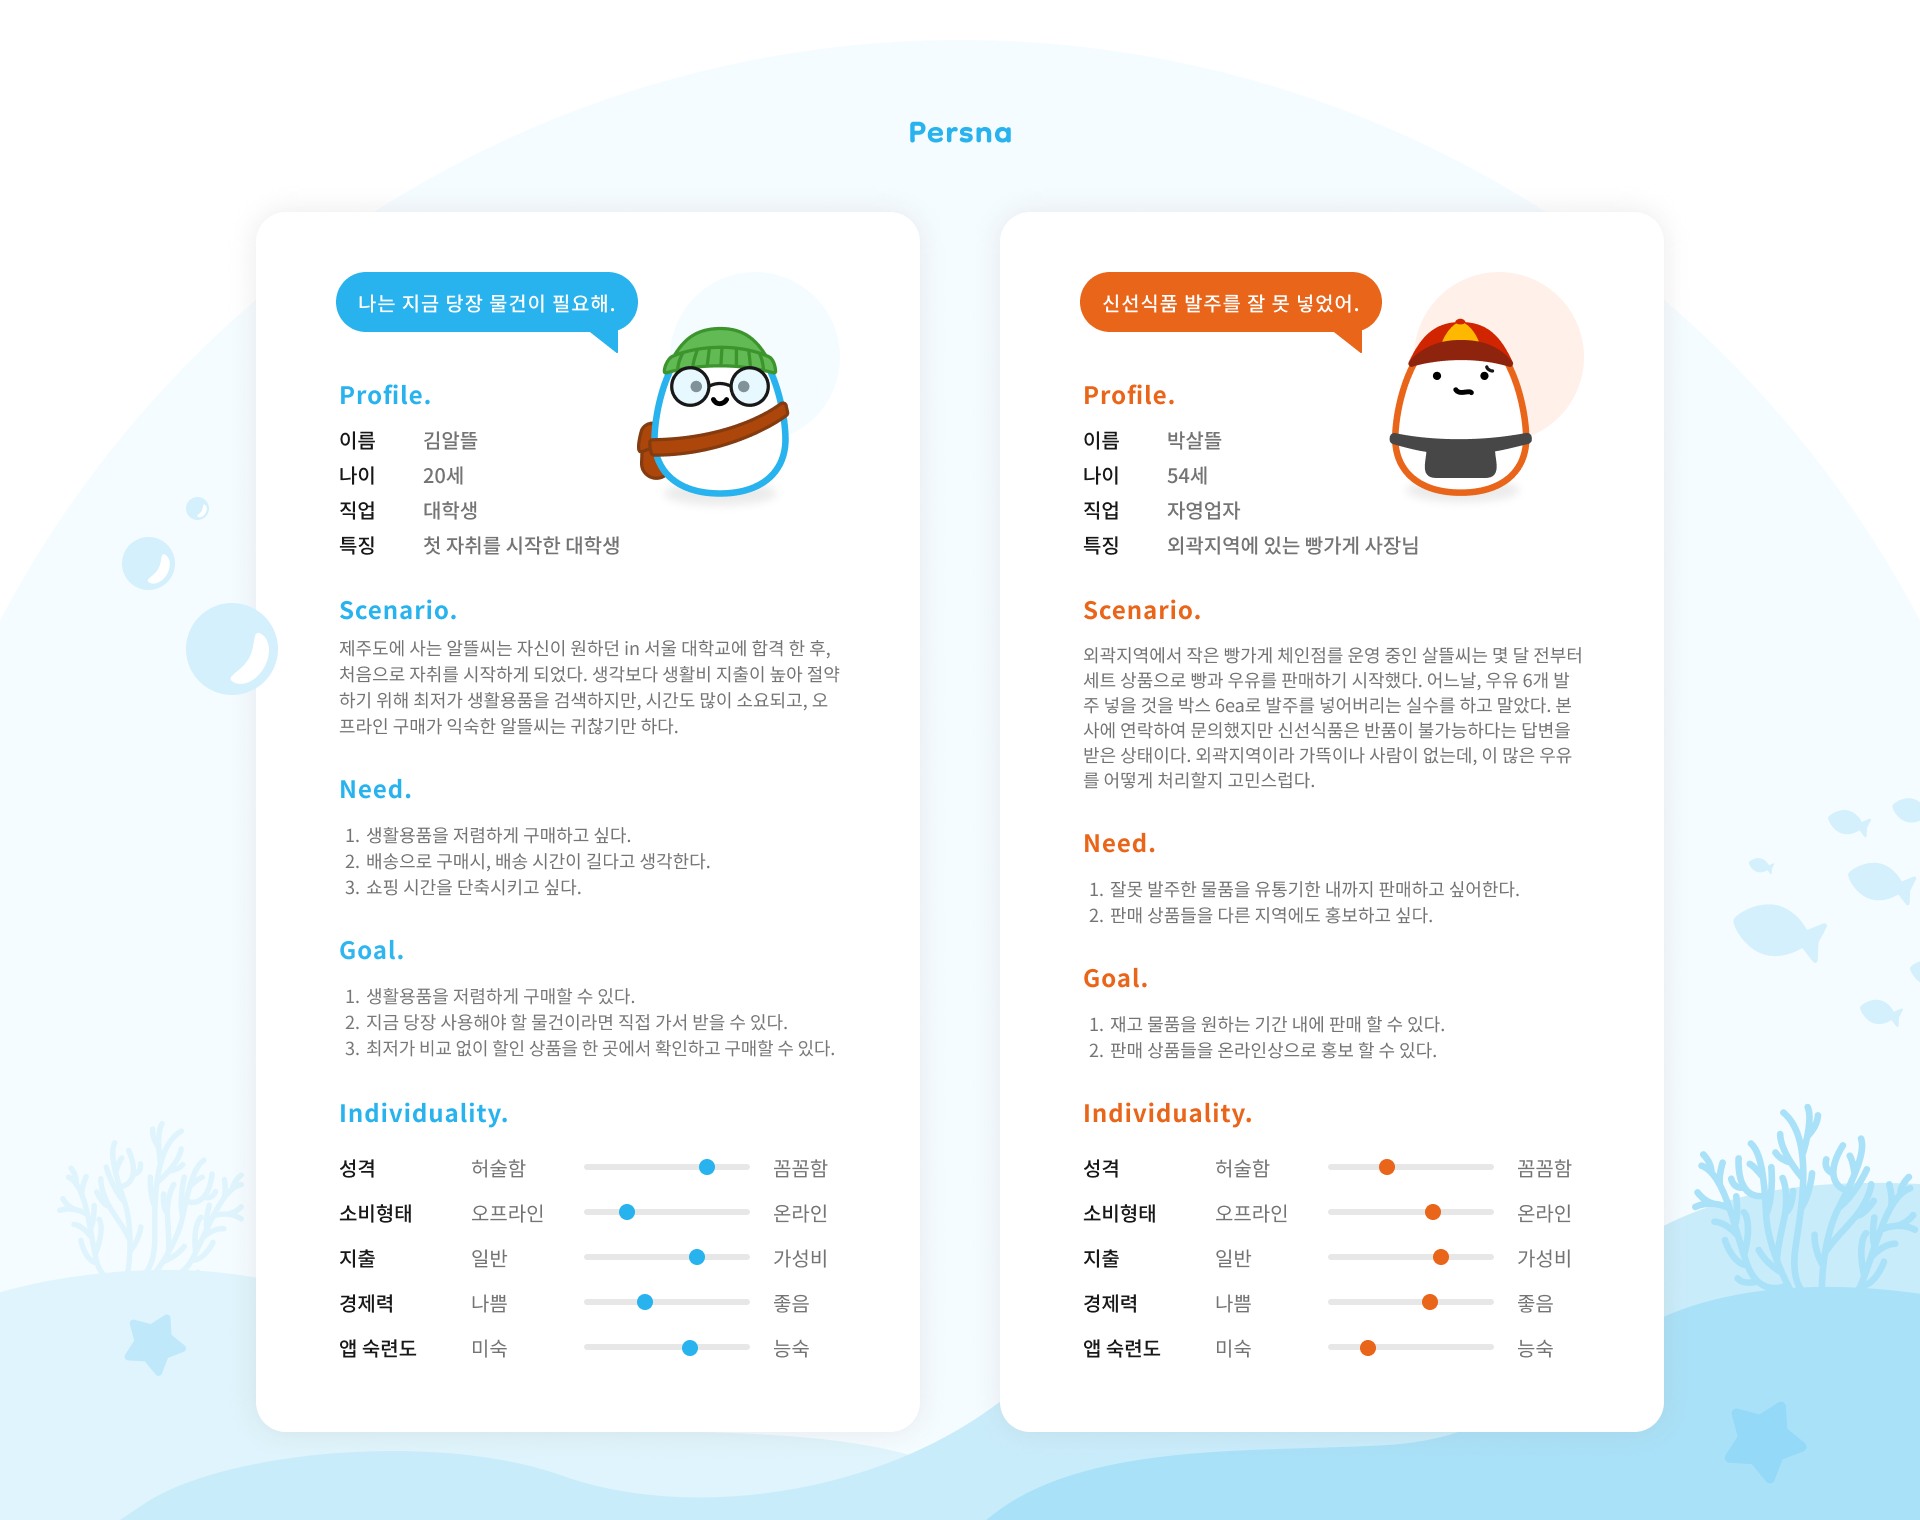 Persna
나는 지금 당장 물건이 필요해.
Profile.
이름 김알뜰
나이 20세
직업 대학생
특징 첫 자취를 시작한 대학생
Scenario.
제주도에 사는 알뜰씨는 자신이 원하던 in 서울 대학교에 합격 한 후,
처음으로 자취를 시작하게 되었다. 생각보다 생활비 지출이 높아 절약
하기 위해 최저가 생활용품을 검색하지만, 시간도 많이 소요되고, 오
프라인 구매가 익숙한 알뜰씨는 귀찮기만 하다.
Need.
1. 생활용품을 저렴하게 구매하고 싶다.
2. 배송으로 구매시, 배송 시간이 길다고 생각한다.
3. 쇼핑 시간을 단축시키고 싶다.
Goal.
1. 생활용품을 저렴하게 구매할 수 있다.
2. 지금 당장 사용해야 할 물건이라면 직접 가서 받을 수 있다.
3. 최저가 비교 없이 할인 상품을 한 곳에서 확인하고 구매할 수 있다.
Individuality.
성격 허술함 꼼꼼함
소비형태 오프라인 온라인
지출 일반 가성비
경제력 나쁨 좋음
앱 숙련도 미숙 능숙
신선식품 발주를 잘 못 넣었어.
Profile.
이름 박살뜰
나이 54세
직업 자영업자
특징 외곽지역에 있는 빵가게 사장님
Scenario.
외곽지역에서 작은 빵가게 체인점를 운영 중인 살뜰씨는 몇 달 전부터
세트 상품으로 빵과 우유를 판매하기 시작했다. 어느날, 우유 6개 발
주 넣을 것을 박스 6ea로 발주를 넣어버리는 실수를 하고 말았다. 본
사에 연락하여 문의했지만 신선식품은 반품이 불가능하다는 답변을
받은 상태이다. 외곽지역이라 가뜩이나 사람이 없는데, 이 많은 우유
를 어떻게 처리할지 고민스럽다.
Need.
1. 잘못 발주한 물품을 유통기한 내까지 판매하고 싶어한다.
2. 판매 상품들을 다른 지역에도 홍보하고 싶다.
Goal.
1. 재고 물품을 원하는 기간 내에 판매 할 수 있다.
2. 판매 상품들을 온라인상으로 홍보 할 수 있다.
Individuality.
성격 허술함 꼼꼼함
소비형태 오프라인 온라인
지출 일반 가성비
경제력 나쁨 좋음
앱 숙련도 미숙 능숙